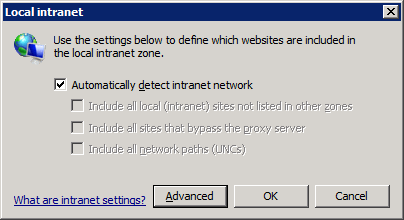 Local intranet
Use the settings below to define which websites are included in
the local intranet zone.
Automatically detect intranet network
Include all local (intranet) sites not listed in other zones
Include all sites that bypass the proxy server
Include all network paths (UNCs)
What are intranet settings?
Advanced
OK
Cancel